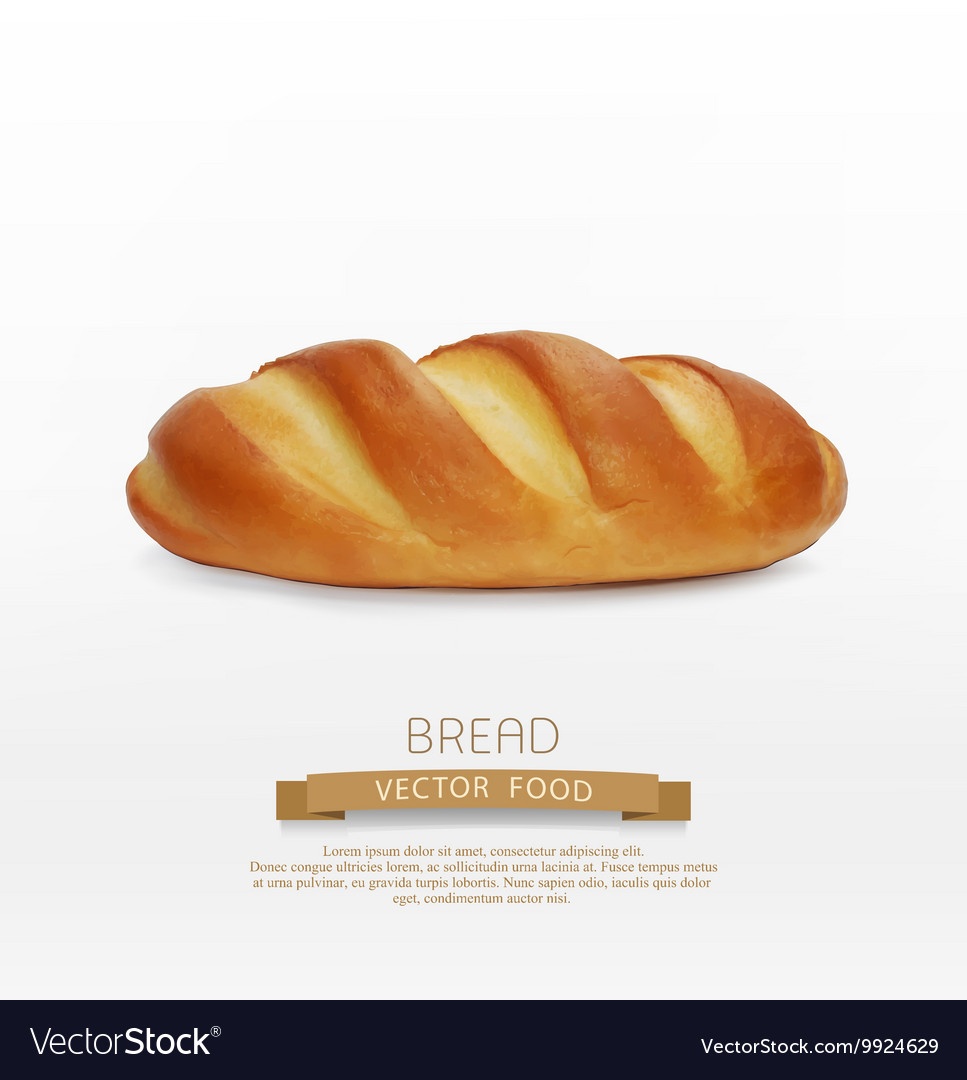 BREAD
VECTOR FOOD
Lorem ipsum dolor sit amet, consectetur adipiscing elit.
Donec congue ultricies lorem, ac sollicitudin urna lacinia at. Fusce tempus metus
at urna pulvinar, eu gravida turpis lobortis. Nunc sapien odio, iaculis quis dolor
eget, condimentum auctor nisi.
VectorStock® VectorStock.com/9924629